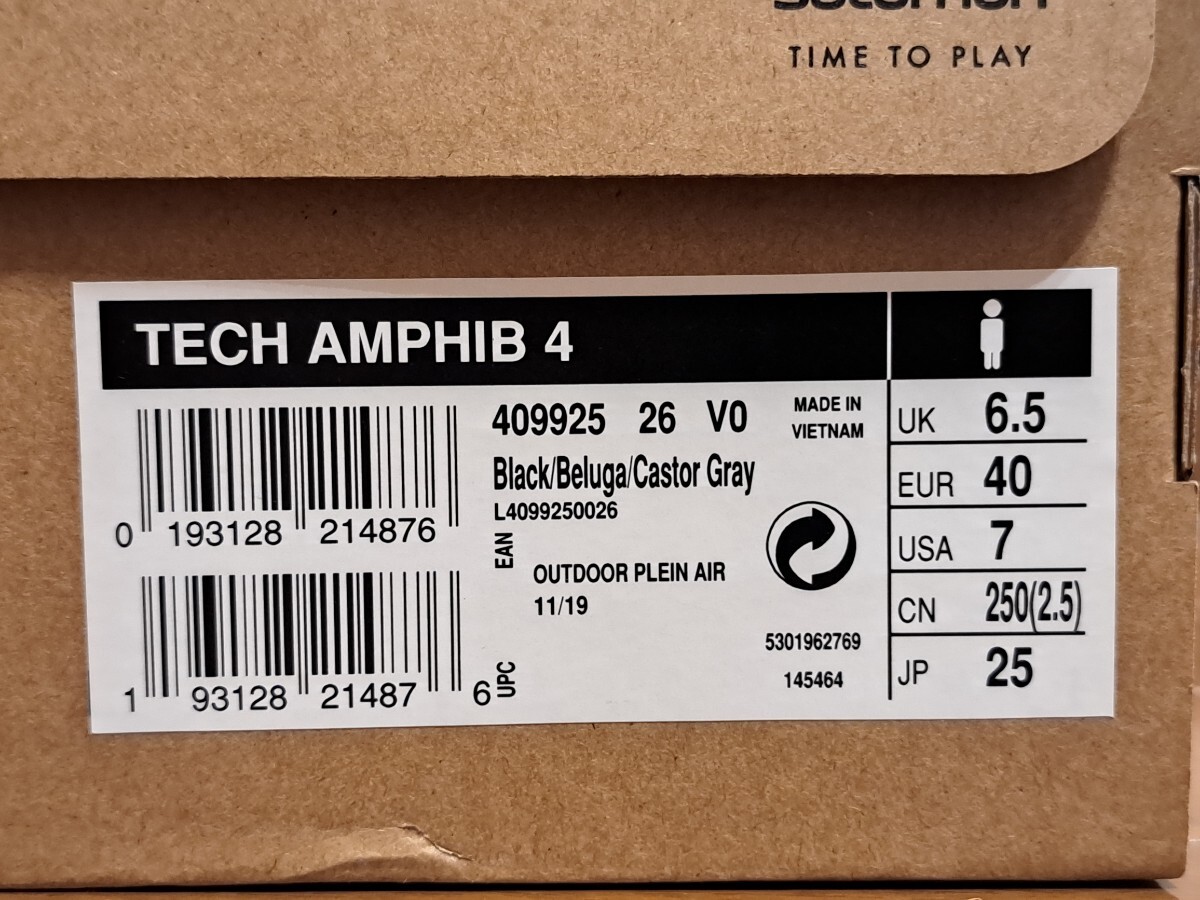 salomon
TIME TO PLAY
TECH AMPHIB 4
409925 26 V0
Black/Beluga/Castor Gray
L4099250026
MADE IN
VIETNAM
EAN
0 193128 214876
OUTDOOR PLEIN AIR
11/19
UPC
1 93128 21487 6
5301962769
145464
UK 6.5
EUR 40
USA 7
CN 250(2.5)
JP 25